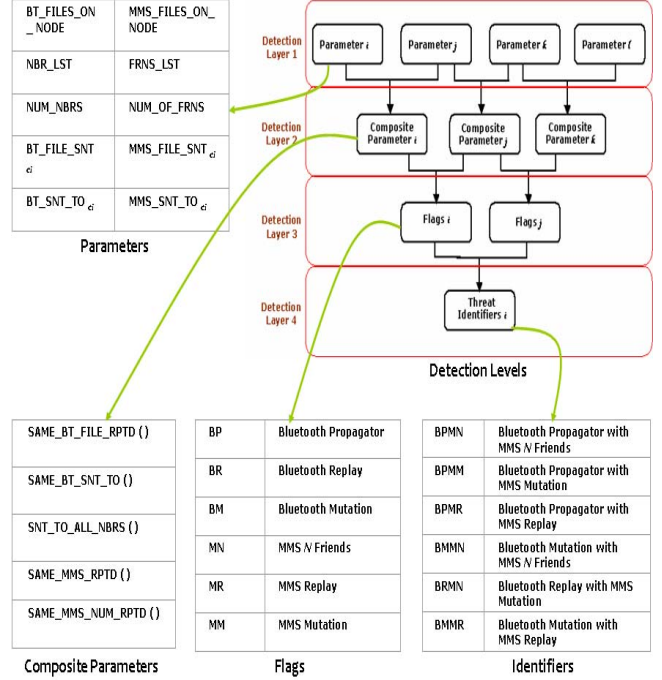 BT_FILES_ON
_ NODE
MMS_FILES_ON_
NODE
NBR_LST
FRNS_LST
NUM_NBRS
NUM_OF_FRNS
BT_FILE_SNT
ci
MMS_FILE_SNT ci
BT_SNT_TO ci
MMS_SNT_TO ci
Parameters
Detection
Layer 1
Parameter i
Parameter j
Parameter k
Parameter l
Detection
Layer 2
Composite
Parameter i
Composite
Parameter j
Composite
Parameter k
Detection
Layer 3
Flags i
Flags j
Detection
Layer 4
Threat
Identifiers i
Detection Levels
SAME_BT_FILE_RPTD ()
SAME_BT_SNT_TO ()
SNT_TO_ALL_NBRS ()
SAME_MMS_RPTD ()
SAME_MMS_NUM_RPTD ()
Composite Parameters
BP
Bluetooth Propagator
BR
Bluetooth Replay
BM
Bluetooth Mutation
MN
MMS N Friends
MR
MMS Replay
MM
MMS Mutation
Flags
BPMN
Bluetooth Propagator with
MMS N Friends
BPMM
Bluetooth Propagator with
MMS Mutation
BPMR
Bluetooth Propagator with
MMS Replay
BMMN
Bluetooth Mutation with
MMS N Friends
BRMN
Bluetooth Replay with MMS
Mutation
BMMR
Bluetooth Mutation with
MMS Replay
Identifiers